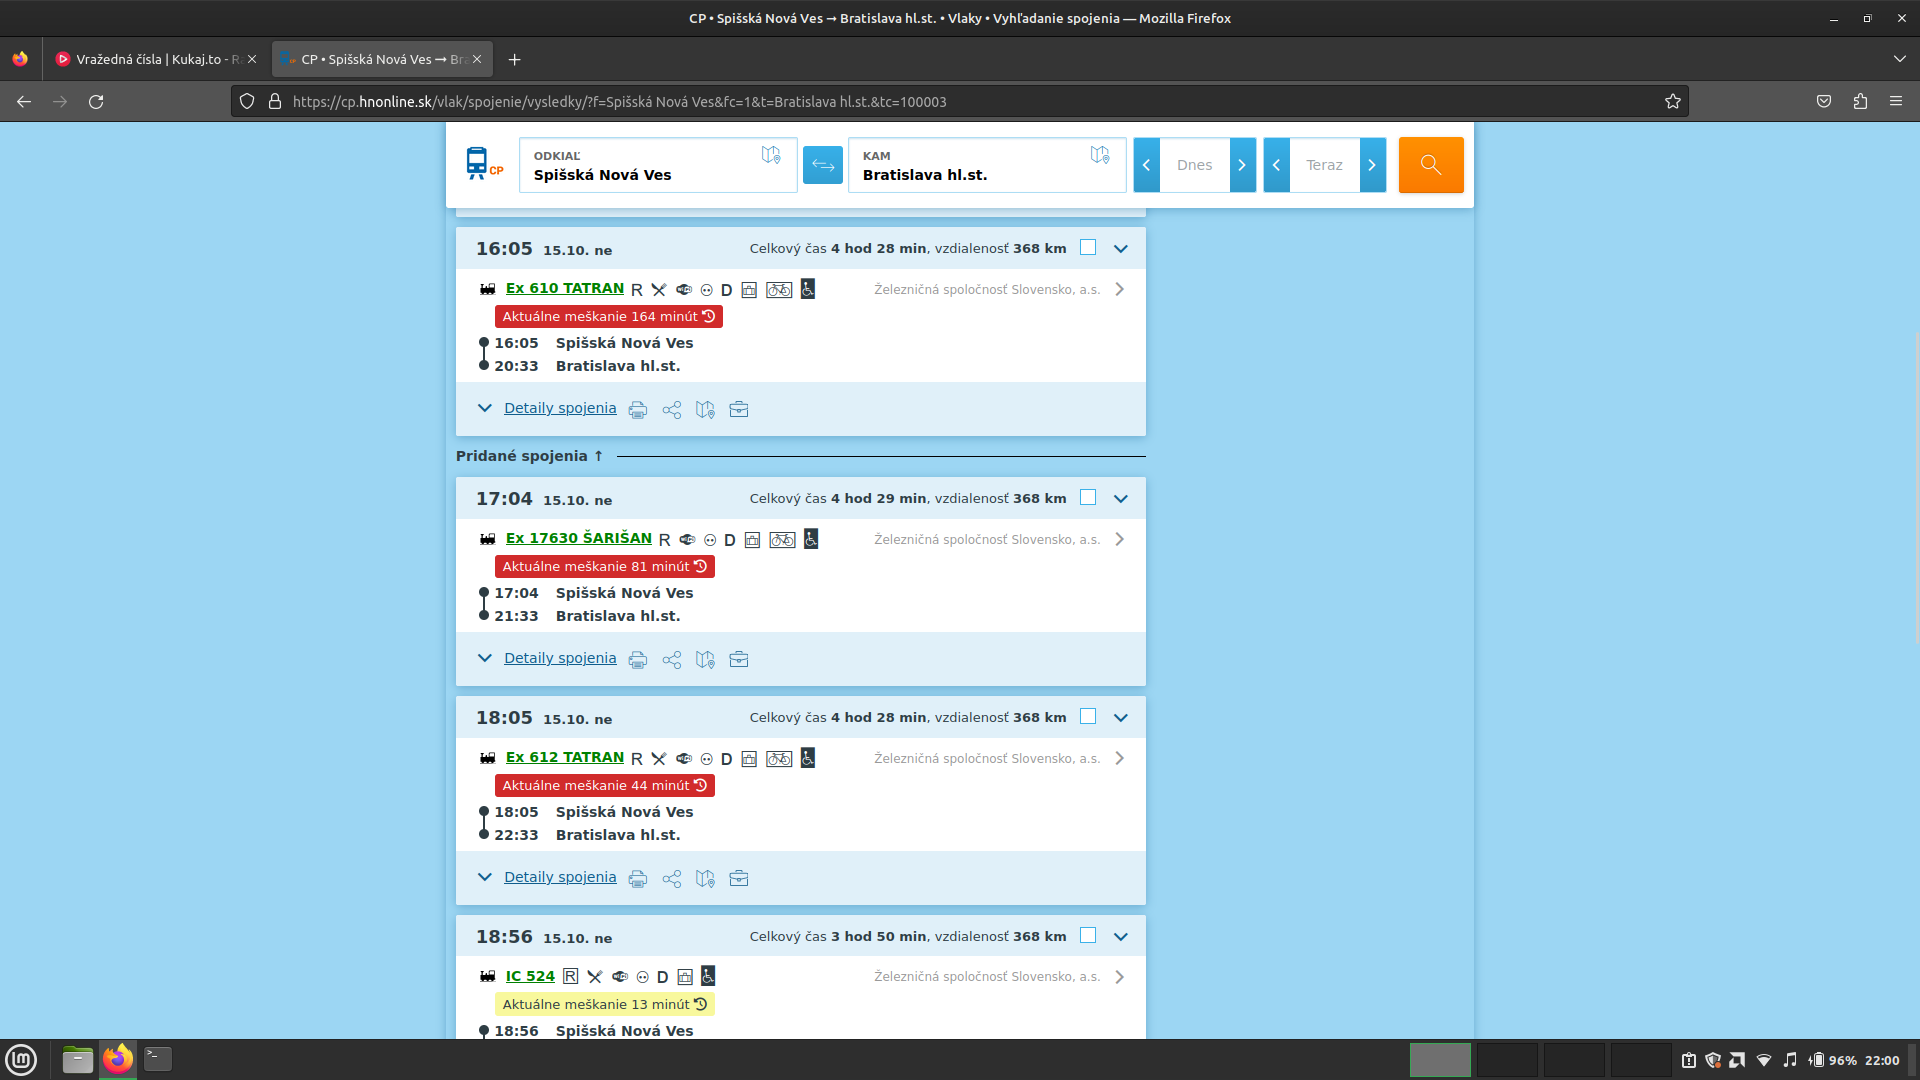 CP • Spišská Nová Ves → Bratislava hl.st. • Vlaky • Vyhľadanie spojenia — Mozilla Firefox
Vražedná čísla | Kukaj.to - R
CP • Spišská Nová Ves → Bra
https://cp.hnonline.sk/vlak/spojenie/vysledky/?f=Spišská Nová Ves&fc=1&t=Bratislava hl.st.&tc=100003
CP
ODKIAĽ
Spišská Nová Ves
KAM
Bratislava hl.st.
Dnes
Teraz
16:05 15.10. ne
Celkový čas 4 hod 28 min, vzdialenosť 368 km
Ex 610 TATRAN R D
Železničná spoločnosť Slovensko, a.s.
Aktuálne meškanie 164 minút
16:05 Spišská Nová Ves
20:33 Bratislava hl.st.
Detaily spojenia
Pridané spojenia ↑
17:04 15.10. ne
Celkový čas 4 hod 29 min, vzdialenosť 368 km
Ex 17630 ŠARIŠAN R D
Železničná spoločnosť Slovensko, a.s.
Aktuálne meškanie 81 minút
17:04 Spišská Nová Ves
21:33 Bratislava hl.st.
Detaily spojenia
18:05 15.10. ne
Celkový čas 4 hod 28 min, vzdialenosť 368 km
Ex 612 TATRAN R D
Železničná spoločnosť Slovensko, a.s.
Aktuálne meškanie 44 minút
18:05 Spišská Nová Ves
22:33 Bratislava hl.st.
Detaily spojenia
18:56 15.10. ne
Celkový čas 3 hod 50 min, vzdialenosť 368 km
IC 524 R D
Železničná spoločnosť Slovensko, a.s.
Aktuálne meškanie 13 minút
18:56 Spišská Nová Ves
96% 22:00